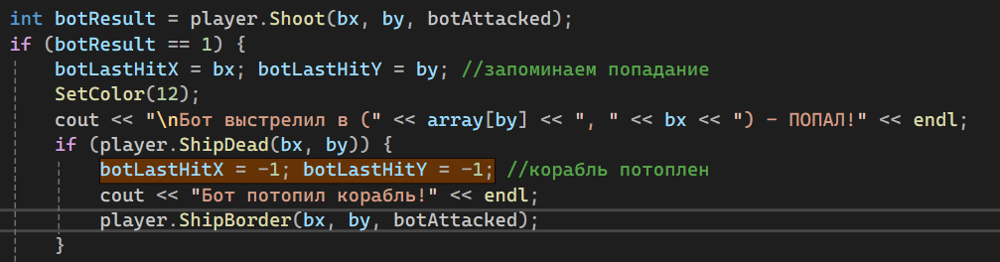 int botResult = player.Shoot(bx, by, botAttacked);
if (botResult == 1) {
botLastHitX = bx; botLastHitY = by; //запоминаем попадание
SetColor(12);
cout << "\nБот выстрелил в (" << array[by] << ", " << bx << ") - ПОПАЛ!" << endl;
if (player.ShipDead(bx, by)) {
botLastHitX = -1; botLastHitY = -1; //корабль потоплен
cout << "Бот потопил корабль!" << endl;
player.ShipBorder(bx, by, botAttacked);
}